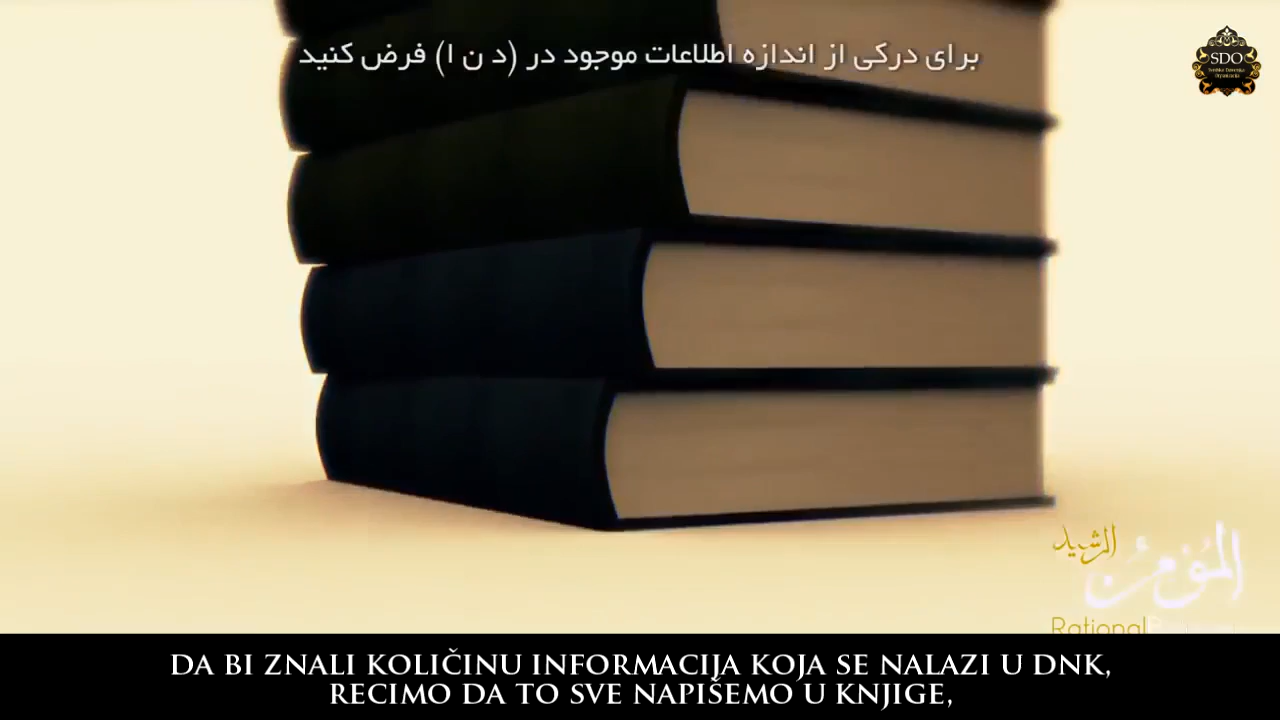 برای درکی از اندازه اطلاعات موجود در (د ن ا) فرض کنید
SDO
المؤمن
الرشيد
Rational
DA BI ZNALI KOLIČINU INFORMACIJA KOJA SE NALAZI U DNK,
RECIMO DA TO SVE NAPIŠEMO U KNJIGE,